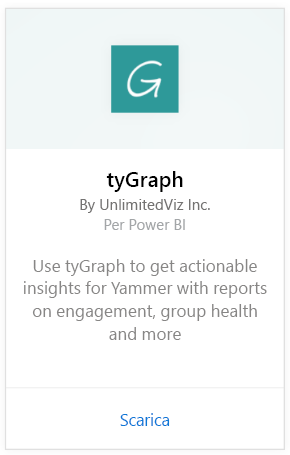 G
tyGraph
By UnlimitedViz Inc.
Per Power BI
Use tyGraph to get actionable
insights for Yammer with reports
on engagement, group health
and more
Scarica